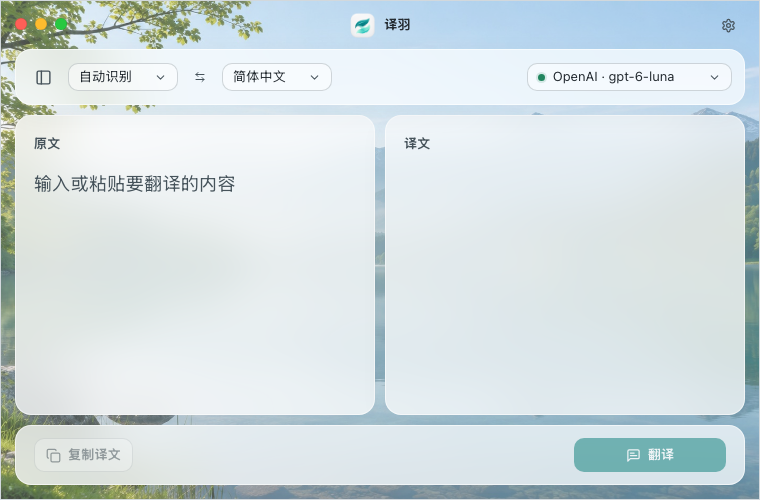 译羽
自动识别
简体中文
OpenAI · gpt-6-luna
原文
译文
输入或粘贴要翻译的内容
复制译文
翻译